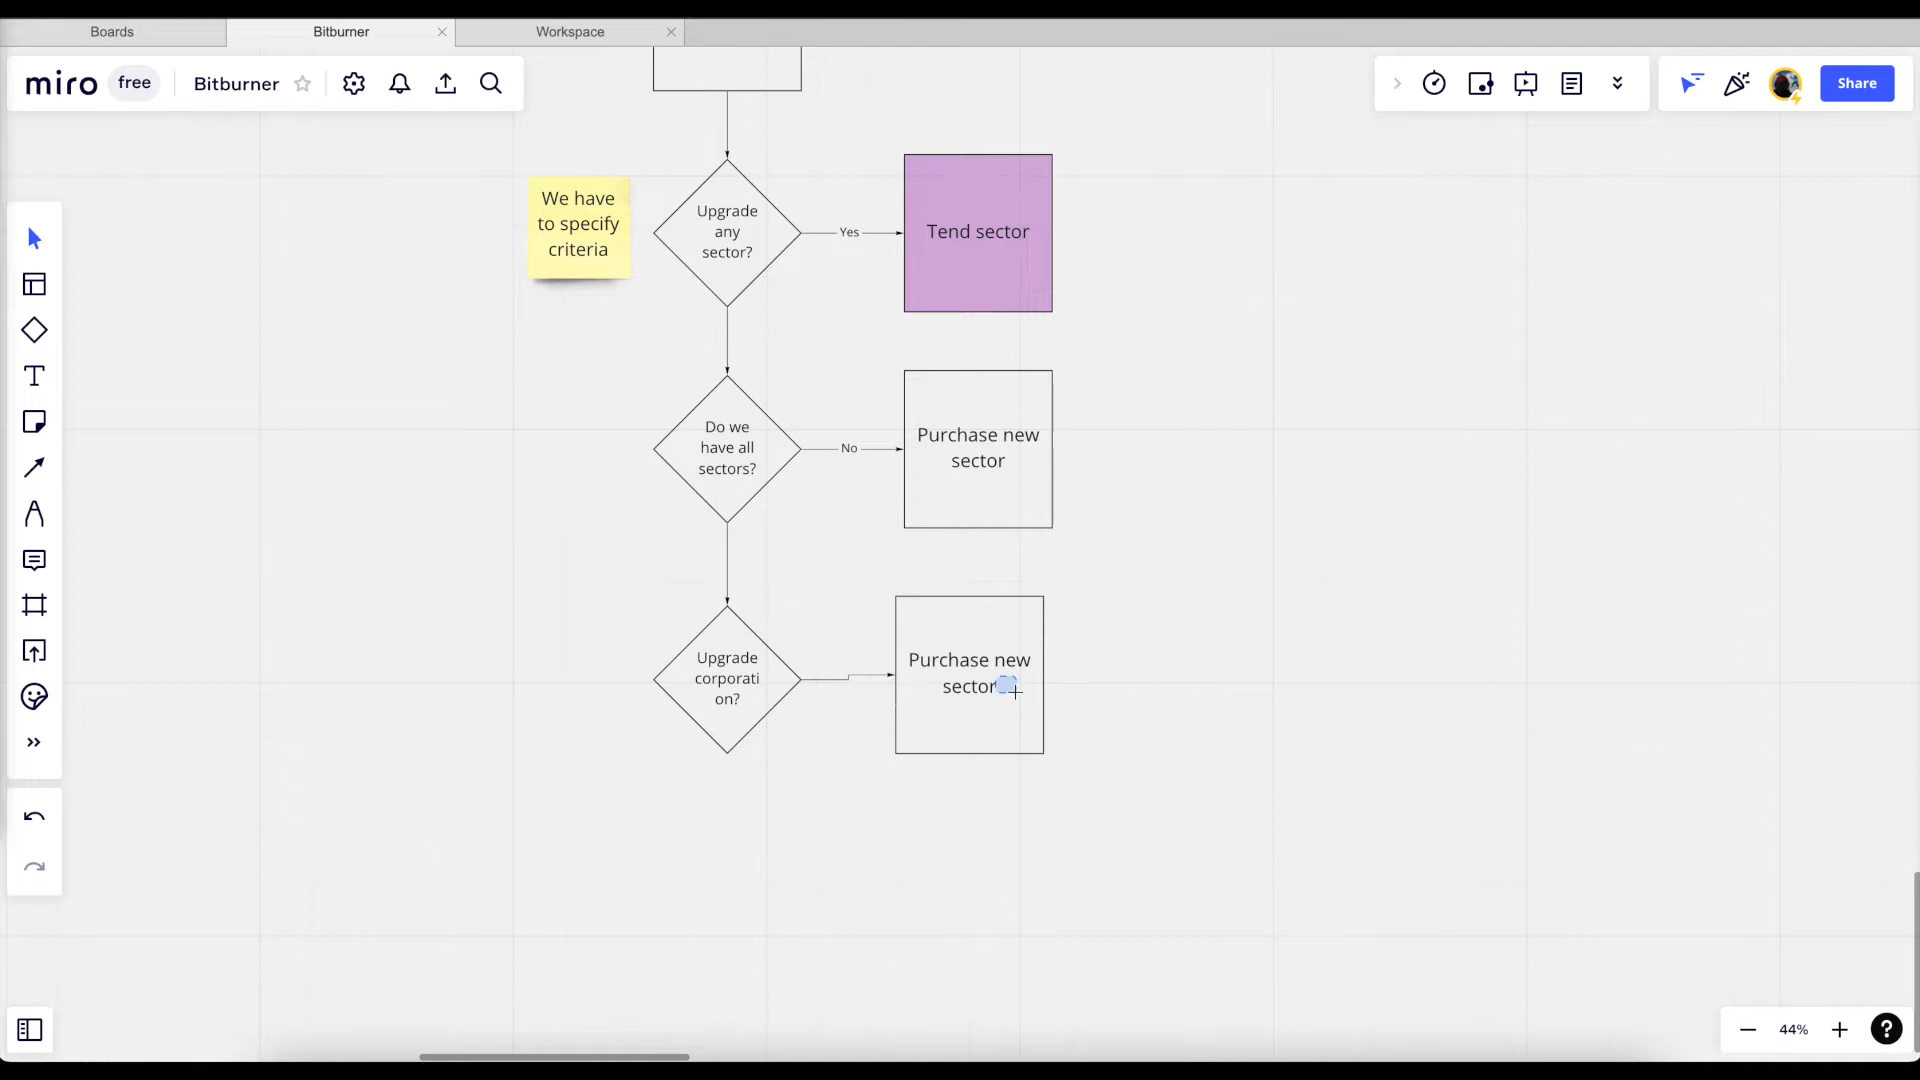 Boards
Bitburner
Workspace
miro
free
Bitburner
Share
We have
to specify
criteria
Upgrade
any
sector?
Yes
Tend sector
Do we
have all
sectors?
No
Purchase new
sector
Upgrade
corporati
on?
Purchase new
sector
44%